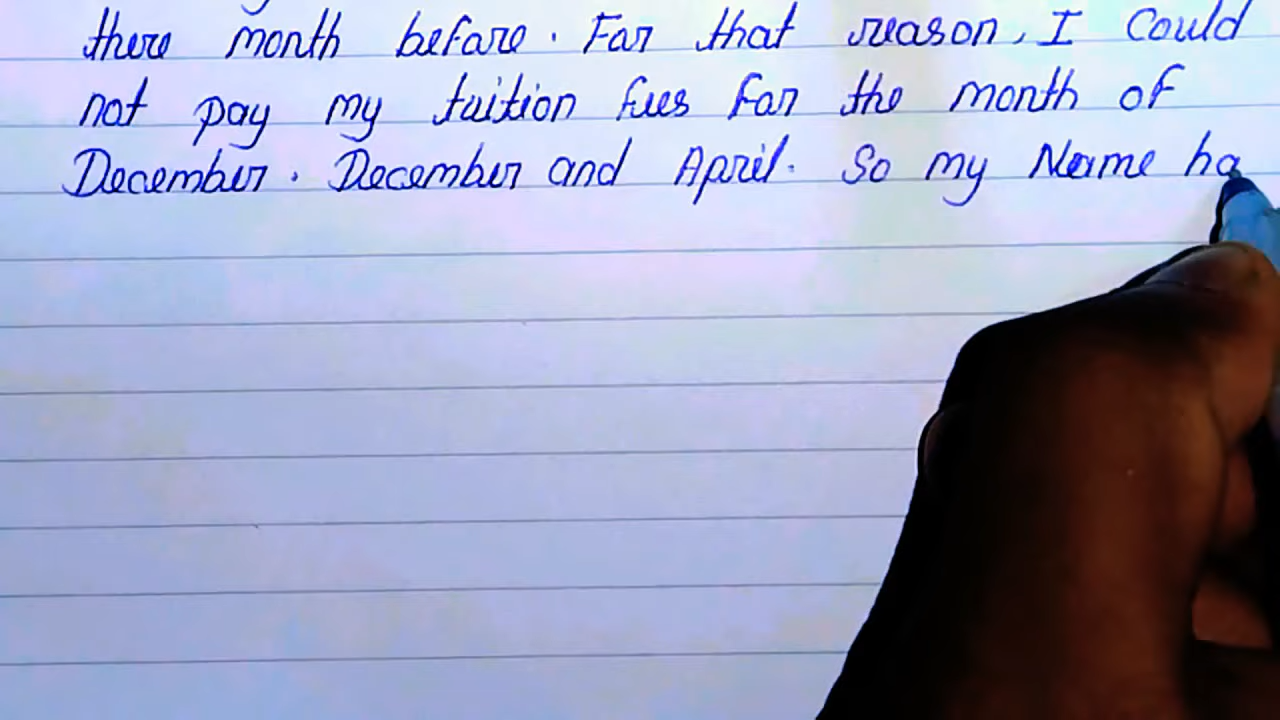 there month before. For that reason, I Could
not pay my tuition fees for the month of
December. December and April. So my Name ha